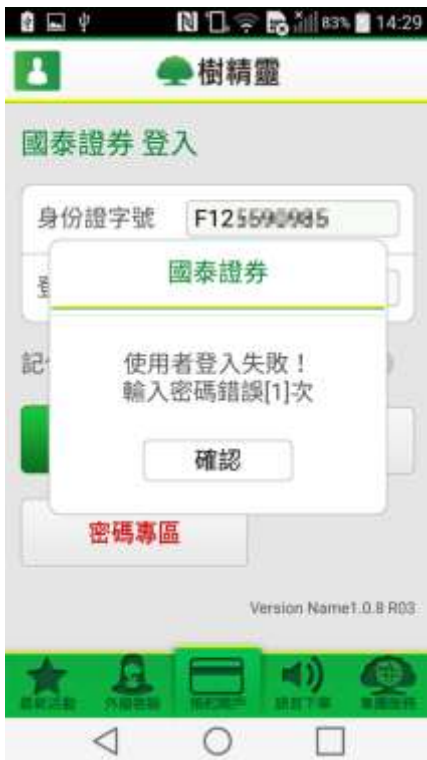 83% 14:29
樹精靈
國泰證券 登入
身份證字號 F125
國泰證券
使用者登入失敗！
輸入密碼錯誤[1]次
確認
密碼專區
Version Name1.0.8 R03